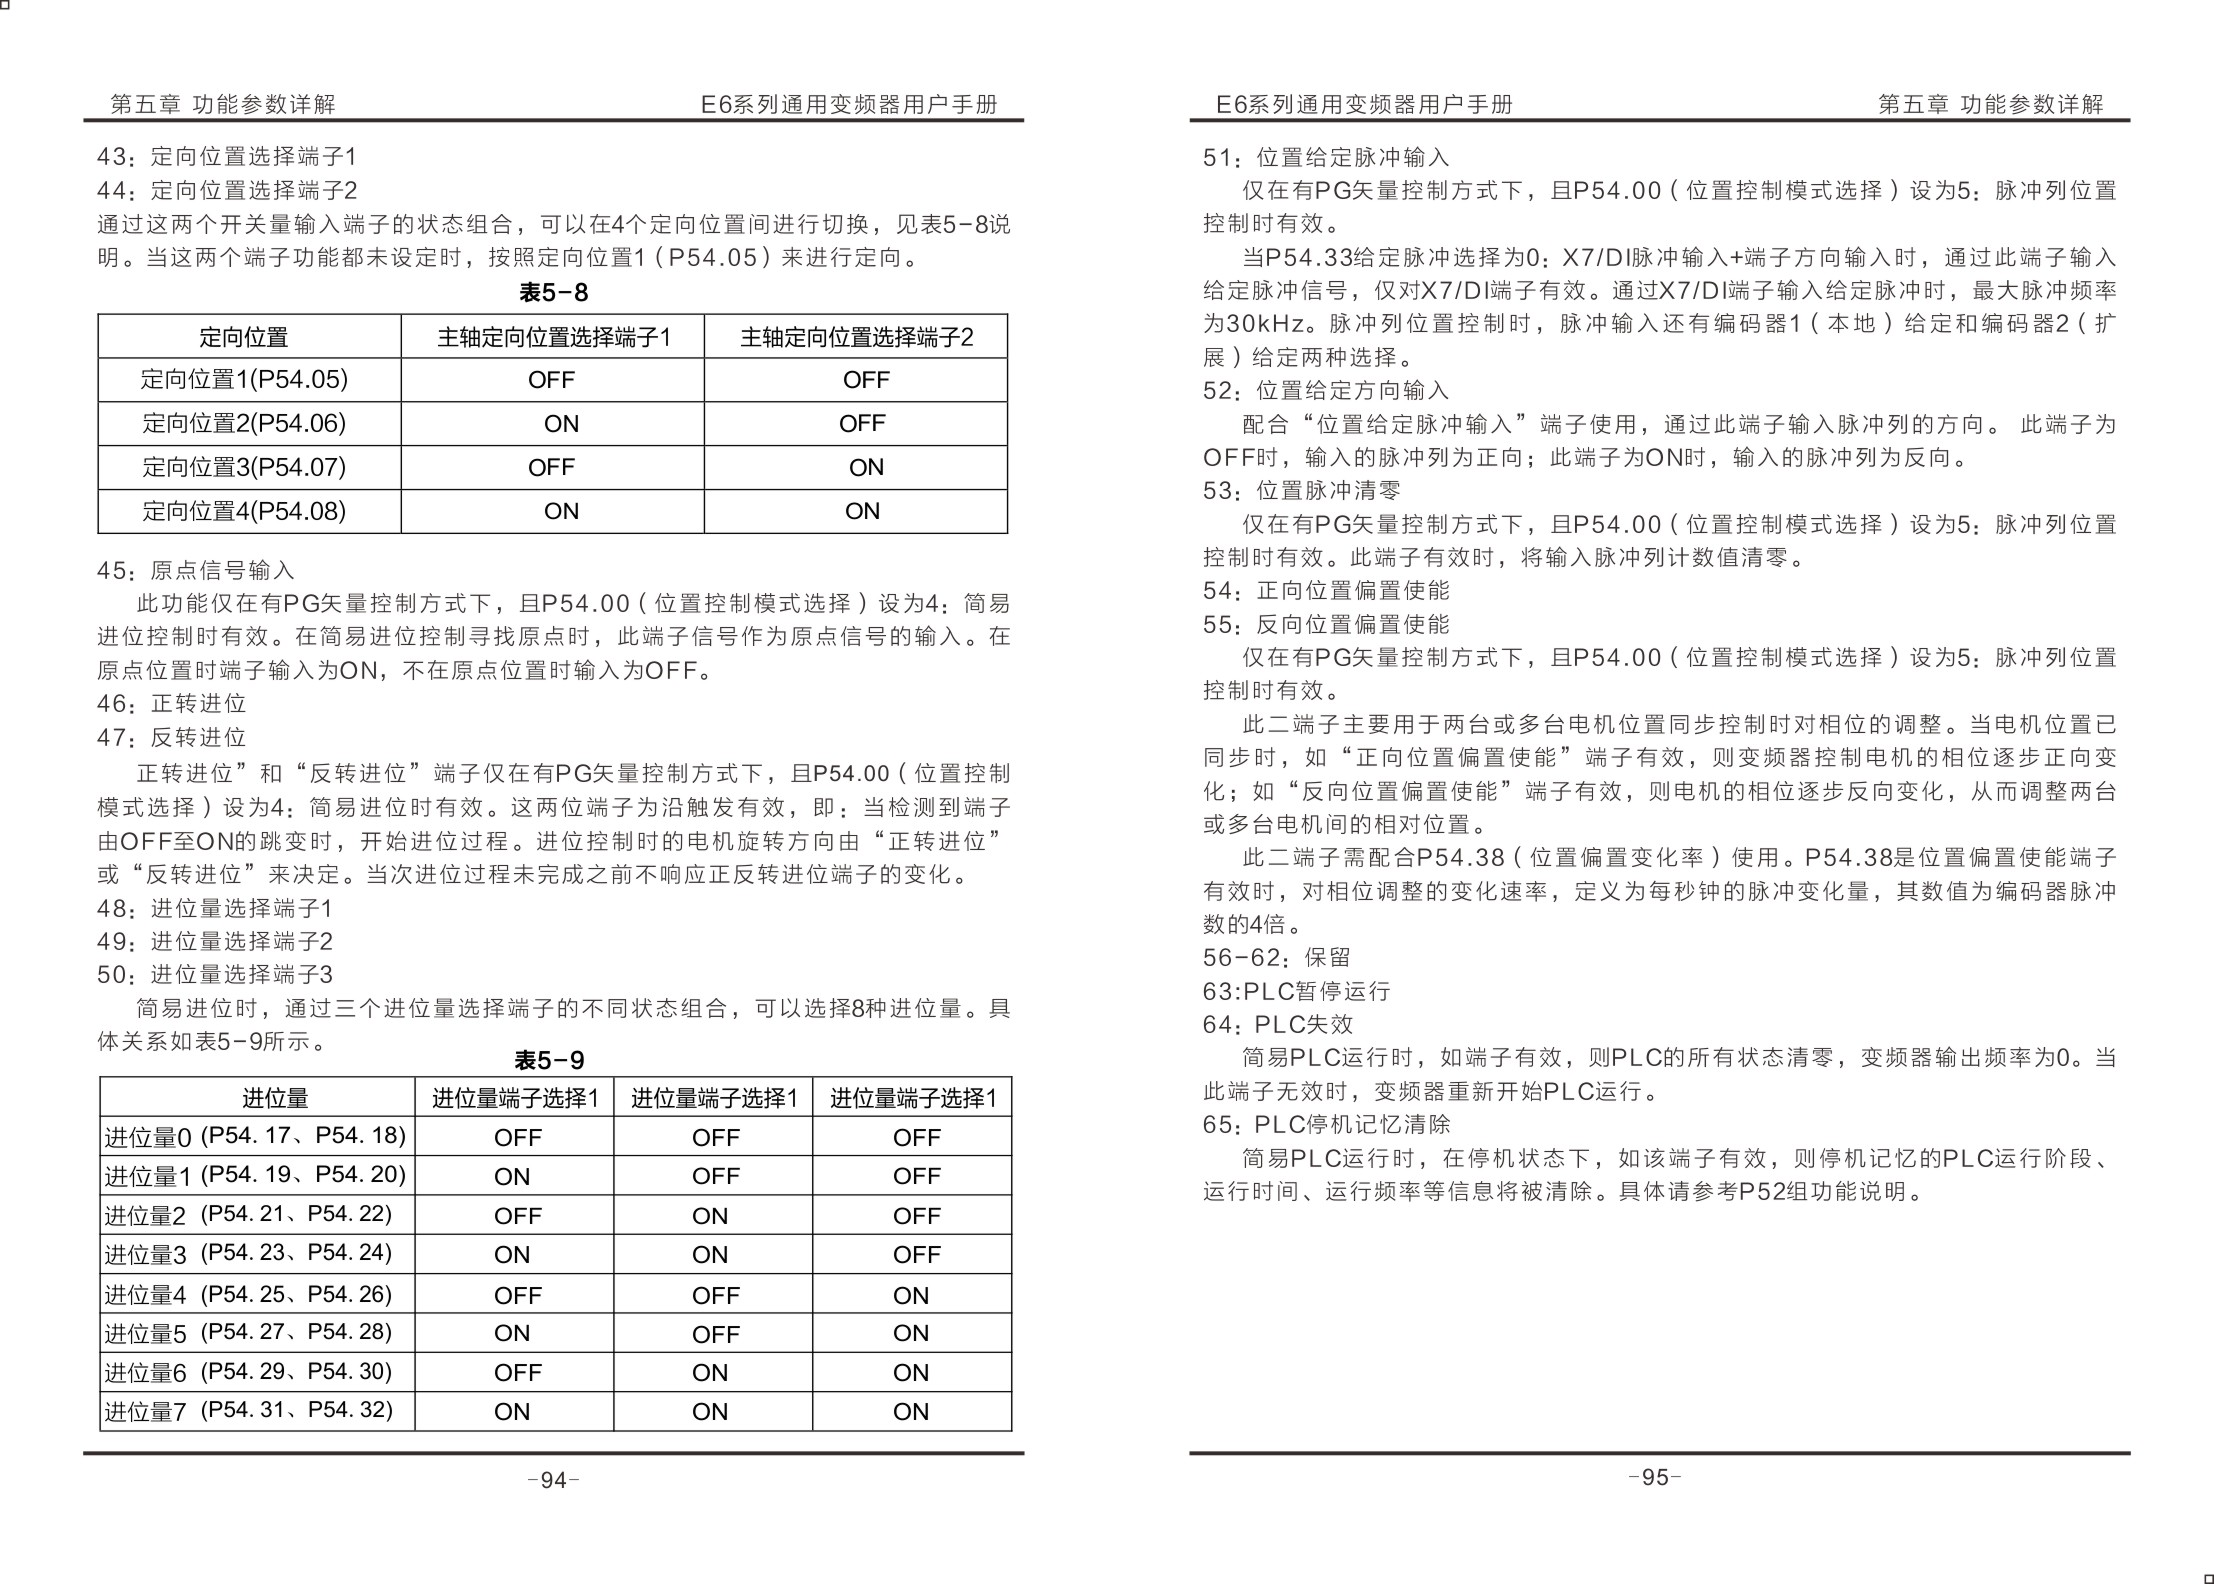 第五章 功能参数详解 E6系列通用变频器用户手册
43：定向位置选择端子1
44：定向位置选择端子2
通过这两个开关量输入端子的状态组合，可以在4个定向位置间进行切换，见表5-8说
明。当这两个端子功能都未设定时，按照定向位置1（P54.05）来进行定向。
表5-8
定向位置 主轴定向位置选择端子1 主轴定向位置选择端子2
定向位置1(P54.05) OFF OFF
定向位置2(P54.06) ON OFF
定向位置3(P54.07) OFF ON
定向位置4(P54.08) ON ON
45：原点信号输入
此功能仅在有PG矢量控制方式下，且P54.00（位置控制模式选择）设为4：简易
进位控制时有效。在简易进位控制寻找原点时，此端子信号作为原点信号的输入。在
原点位置时端子输入为ON，不在原点位置时输入为OFF。
46：正转进位
47：反转进位
正转进位”和“反转进位”端子仅在有PG矢量控制方式下，且P54.00（位置控制
模式选择）设为4：简易进位时有效。这两位端子为沿触发有效，即：当检测到端子
由OFF至ON的跳变时，开始进位过程。进位控制时的电机旋转方向由“正转进位”
或“反转进位”来决定。当次进位过程未完成之前不响应正反转进位端子的变化。
48：进位量选择端子1
49：进位量选择端子2
50：进位量选择端子3
简易进位时，通过三个进位量选择端子的不同状态组合，可以选择8种进位量。具
体关系如表5-9所示。
表5-9
进位量 进位量端子选择1 进位量端子选择1 进位量端子选择1
进位量0 (P54. 17、P54. 18) OFF OFF OFF
进位量1 (P54. 19、P54. 20) ON OFF OFF
进位量2 (P54. 21、P54. 22) OFF ON OFF
进位量3 (P54. 23、P54. 24) ON ON OFF
进位量4 (P54. 25、P54. 26) OFF OFF ON
进位量5 (P54. 27、P54. 28) ON OFF ON
进位量6 (P54. 29、P54. 30) OFF ON ON
进位量7 (P54. 31、P54. 32) ON ON ON
-94-
E6系列通用变频器用户手册 第五章 功能参数详解
51：位置给定脉冲输入
仅在有PG矢量控制方式下，且P54.00（位置控制模式选择）设为5：脉冲列位置
控制时有效。
当P54.33给定脉冲选择为0：X7/DI脉冲输入+端子方向输入时，通过此端子输入
给定脉冲信号，仅对X7/DI端子有效。通过X7/DI端子输入给定脉冲时，最大脉冲频率
为30kHz。脉冲列位置控制时，脉冲输入还有编码器1（本地）给定和编码器2（扩
展）给定两种选择。
52：位置给定方向输入
配合“位置给定脉冲输入”端子使用，通过此端子输入脉冲列的方向。 此端子为
OFF时，输入的脉冲列为正向；此端子为ON时，输入的脉冲列为反向。
53：位置脉冲清零
仅在有PG矢量控制方式下，且P54.00（位置控制模式选择）设为5：脉冲列位置
控制时有效。此端子有效时，将输入脉冲列计数值清零。
54：正向位置偏置使能
55：反向位置偏置使能
仅在有PG矢量控制方式下，且P54.00（位置控制模式选择）设为5：脉冲列位置
控制时有效。
此二端子主要用于两台或多台电机位置同步控制时对相位的调整。当电机位置已
同步时，如“正向位置偏置使能”端子有效，则变频器控制电机的相位逐步正向变
化；如“反向位置偏置使能”端子有效，则电机的相位逐步反向变化，从而调整两台
或多台电机间的相对位置。
此二端子需配合P54.38（位置偏置变化率）使用。P54.38是位置偏置使能端子
有效时，对相位调整的变化速率，定义为每秒钟的脉冲变化量，其数值为编码器脉冲
数的4倍。
56-62：保留
63:PLC暂停运行
64：PLC失效
简易PLC运行时，如端子有效，则PLC的所有状态清零，变频器输出频率为0。当
此端子无效时，变频器重新开始PLC运行。
65：PLC停机记忆清除
简易PLC运行时，在停机状态下，如该端子有效，则停机记忆的PLC运行阶段、
运行时间、运行频率等信息将被清除。具体请参考P52组功能说明。
-95-